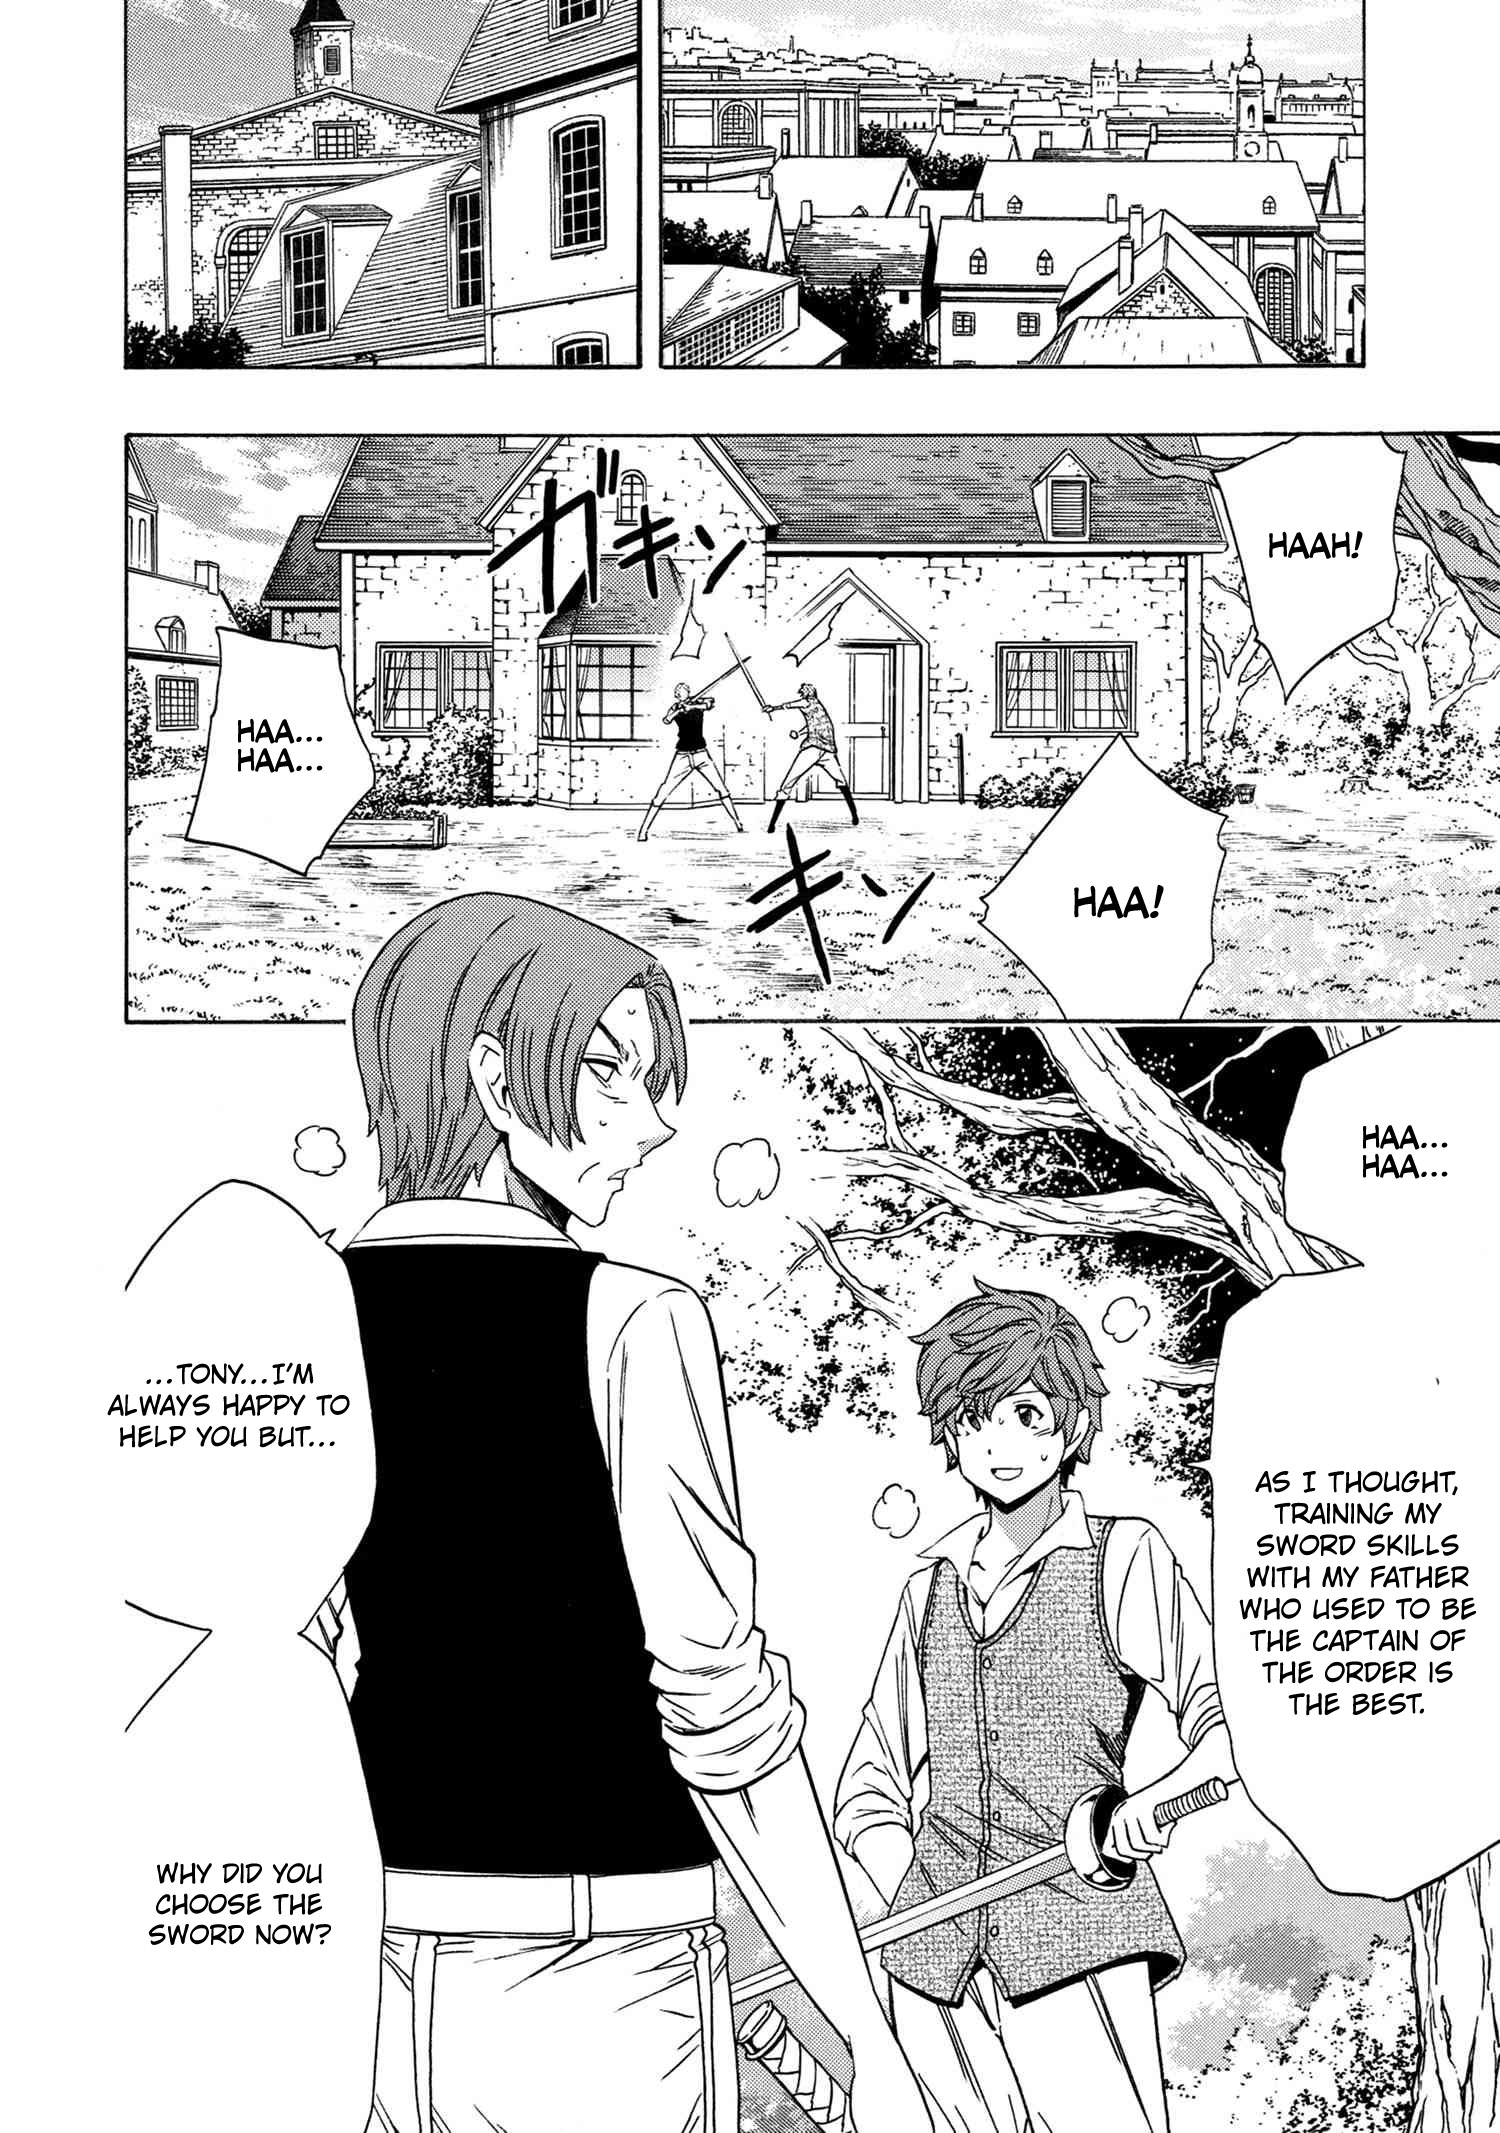 HAAH!
ガキン
HAA...
HAA...
HAA!
キン
HAA...
HAA...
AS I THOUGHT,
TRAINING MY
SWORD SKILLS
WITH MY FATHER
WHO USED TO BE
THE CAPTAIN OF
THE ORDER IS
THE BEST.
...TONY...I'M
ALWAYS HAPPY TO
HELP YOU BUT...
WHY DID YOU
CHOOSE THE
SWORD NOW?